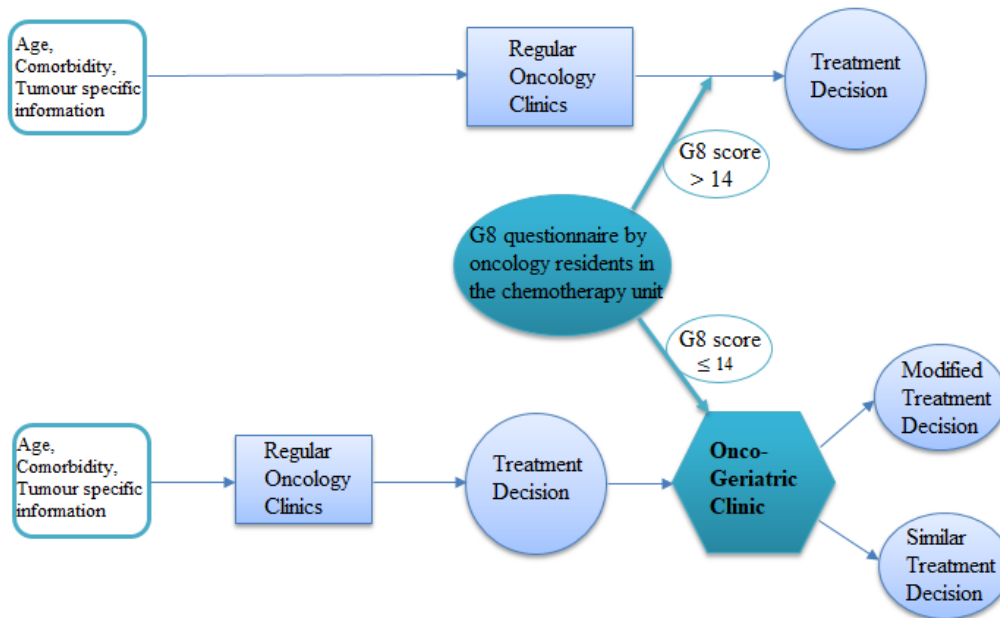 Age,
Comorbidity,
Tumour specific
information
Regular
Oncology
Clinics
Treatment
Decision
G8 score
> 14
G8 questionnaire by
oncology residents in
the chemotherapy unit
G8 score
≤ 14
Age,
Comorbidity,
Tumour specific
information
Regular
Oncology
Clinics
Treatment
Decision
Onco-
Geriatric
Clinic
Modified
Treatment
Decision
Similar
Treatment
Decision